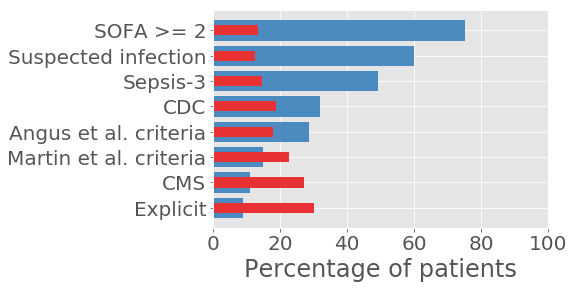 SOFA >= 2
Suspected infection
Sepsis-3
CDC
Angus et al. criteria
Martin et al. criteria
CMS
Explicit
0 20 40 60 80 100
Percentage of patients